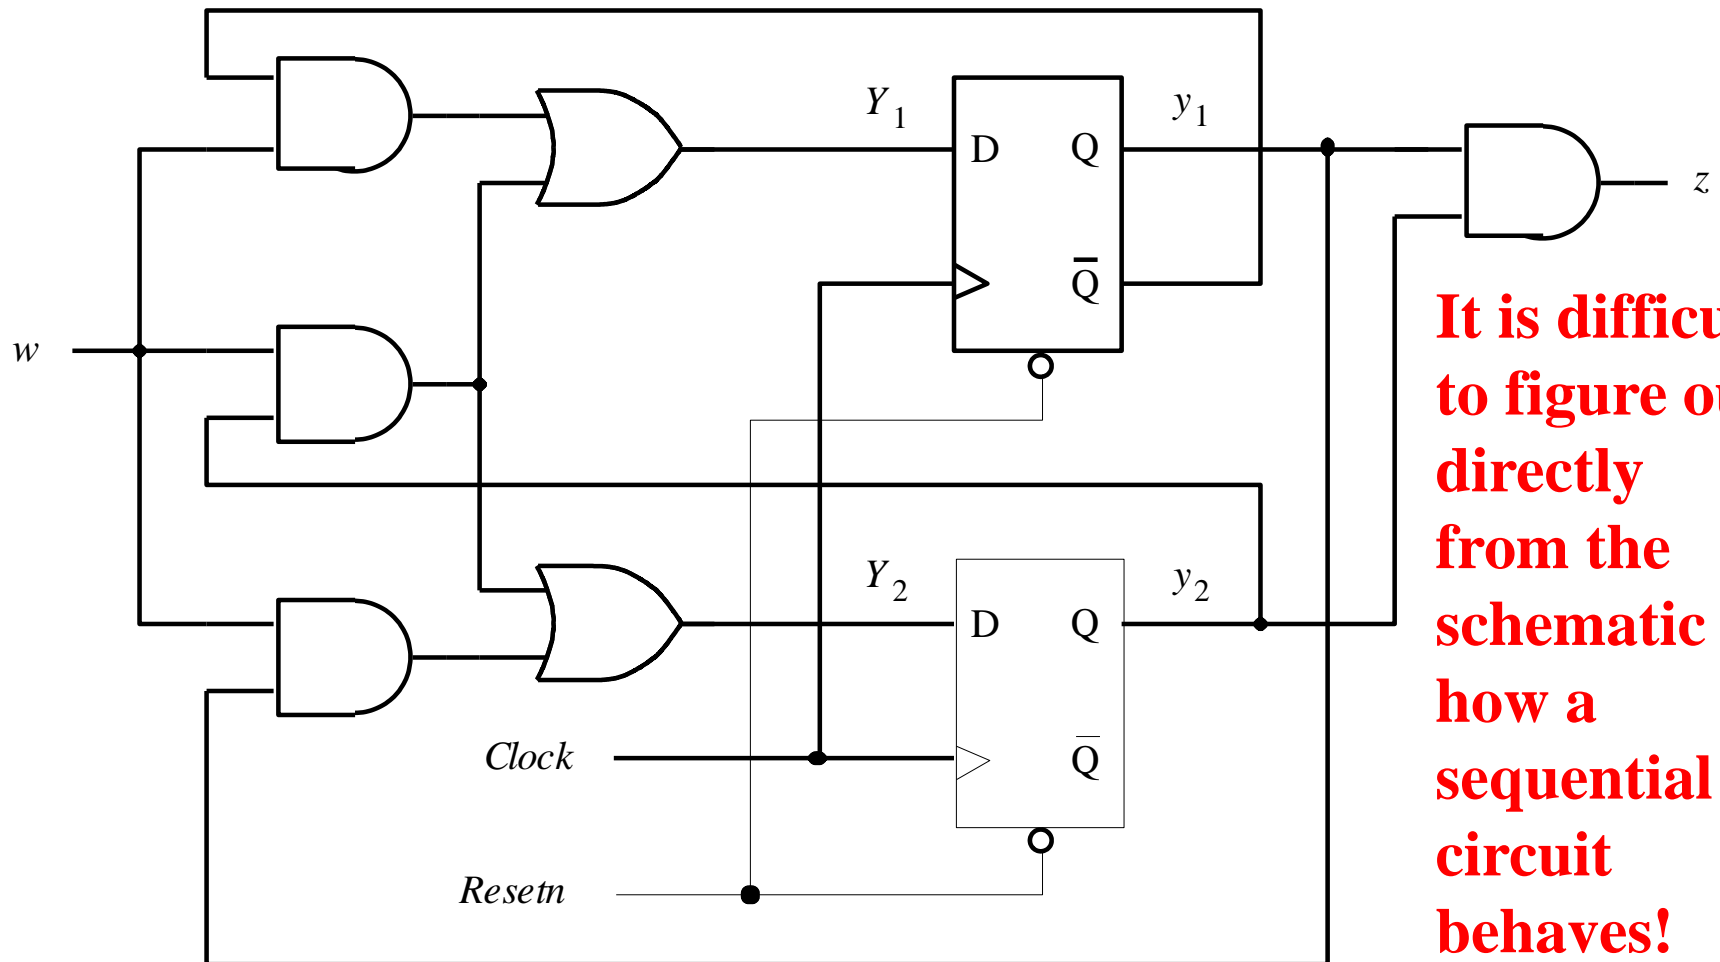 Y1
y1
D Q
z
Q̅
w
Y2
y2
D Q
Clock
Q̅
Resetn
It is difficu
to figure ou
directly
from the
schematic
how a
sequential
circuit
behaves!